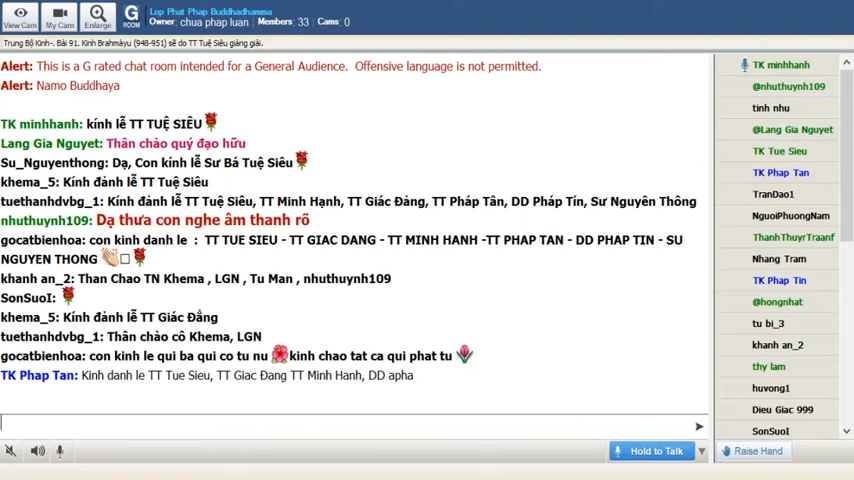 View Cam
My Cam
Enlarge
G
ROOM
Lop Phat Phap Buddhadhamma
Owner: chua phap luan Members: 33 Cams: 0
Trung Bộ Kinh-. Bài 91. Kinh Brahmàyu (948-951) sẽ do TT Tuệ Siêu giảng giải.
Alert: This is a G rated chat room intended for a General Audience. Offensive language is not permitted.
Alert: Namo Buddhaya
TK minhhanh: kính lễ TT TUỆ SIÊU
Lang Gia Nguyet: Thân chào quý đạo hữu
Su_Nguyenthong: Dạ, Con kính lễ Sư Bá Tuệ Siêu
khema_5: Kính đảnh lễ TT Tuệ Siêu
tuethanhdvbg_1: Kính đảnh lễ TT Tuệ Siêu, TT Minh Hạnh, TT Giác Đảng, TT Pháp Tân, DD Pháp Tín, Sư Nguyên Thông
nhuthuynh109: Dạ thưa con nghe âm thanh rõ
gocatbienhoa: con kinh danh le : TT TUE SIEU - TT GIAC DANG - TT MINH HANH -TT PHAP TAN - DD PHAP TIN - SU
NGUYEN THONG
khanh an_2: Than Chao TN Khema , LGN , Tu Man , nhuthuynh109
SonSuoI:
khema_5: Kính đảnh lễ TT Giác Đẳng
tuethanhdvbg_1: Thân chào cô Khema, LGN
gocatbienhoa: con kinh le qui ba qui co tu nu kinh chao tat ca qui phat tu
TK Phap Tan: Kinh danh le TT Tue Sieu, TT Giac Đang TT Minh Hanh, DD apha
Hold to Talk
TK minhhanh
@nhuthuynh109
tinh nhu
@Lang Gia Nguyet
TK Tue Sieu
TK Phap Tan
TranDao1
NguoiPhuongNam
ThanhThuyrTraanf
Nhang Tram
TK Phap Tin
@hongnhat
tu bi_3
khanh an_2
thy lam
huvong1
Dieu Giac 999
SonSuoI
Raise Hand